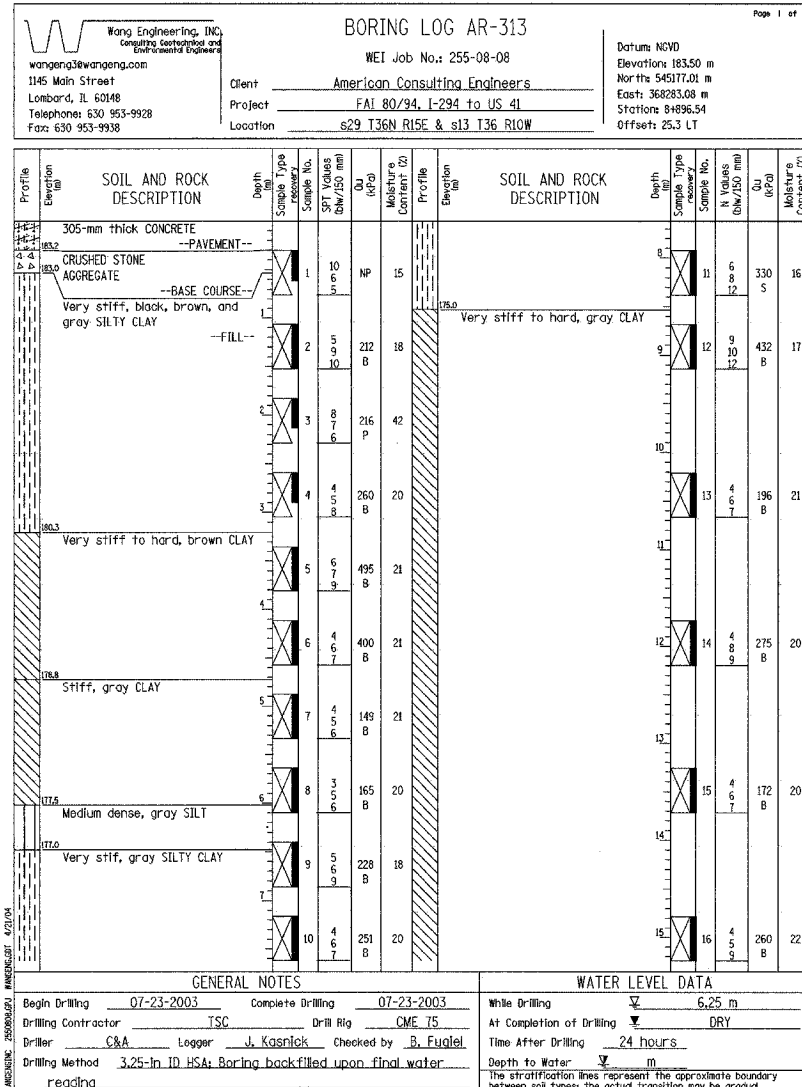 Page 1 of
Wang Engineering, INC.
Consulting Geotechnical and
Environmental Engineers
wangeng3@wangeng.com
1145 Main Street
Lombard, IL 60148
Telephone: 630 953-9928
Fax: 630 953-9938
BORING LOG AR-313
WEI Job No.: 255-08-08
Client American Consulting Engineers
Project FAI 80/94, I-294 to US 41
Location s29 T36N R15E & s13 T36 R10W
Datum: NGVD
Elevation: 183.50 m
North: 545177.01 m
East: 368283.08 m
Station: 8+896.54
Offset: 25.3 LT
Profile
Elevation (m)
SOIL AND ROCK
DESCRIPTION
Depth (m)
Sample Type
recovery
Sample No.
SPT Values (blw/150 mm)
Qu (kPa)
Moisture Content (%)
305-mm thick CONCRETE
--PAVEMENT--
183.2
CRUSHED STONE
183.0 AGGREGATE
--BASE COURSE--
1 10 6 5 NP 15
Very stiff, black, brown, and
1
gray SILTY CLAY
--FILL--
2 5 9 10 212 B 18
2
3 8 7 6 216 P 42
4 4 5 8 260 B 20
3
180.3
Very stiff to hard, brown CLAY
5 6 7 9 495 B 21
4
6 4 6 7 400 B 21
178.8
Stiff, gray CLAY
5
7 4 5 6 149 B 21
8 3 5 6 165 B 20
177.5
6
Medium dense, gray SILT
177.0
Very stif, gray SILTY CLAY
9 5 6 9 228 B 18
7
10 4 6 7 251 B 20
Profile
Elevation (m)
SOIL AND ROCK
DESCRIPTION
Depth (m)
Sample Type
recovery
Sample No.
N Values (blw/150 mm)
Qu (kPa)
Moisture Content (%)
8
11 6 8 12 330 S 16
175.0
Very stiff to hard, gray CLAY
9
12 9 10 12 432 B 17
10
13 4 6 7 196 B 21
11
12
14 4 8 9 275 B 20
13
15 4 6 7 172 B 20
14
15
16 4 5 9 260 B 22
WANGENGINC 2550808.GPJ WANGENG.GDT 4/21/04
GENERAL NOTES
Begin Drilling 07-23-2003 Complete Drilling 07-23-2003
Drilling Contractor TSC Drill Rig CME 75
Driller C&A Logger J. Kasnick Checked by B. Fugiel
Drilling Method 3.25-in ID HSA; Boring backfilled upon final water
reading
WATER LEVEL DATA
While Drilling 6.25 m
At Completion of Drilling DRY
Time After Drilling 24 hours
Depth to Water m
The stratification lines represent the approximate boundary
between soil types; the actual transition may be gradual.